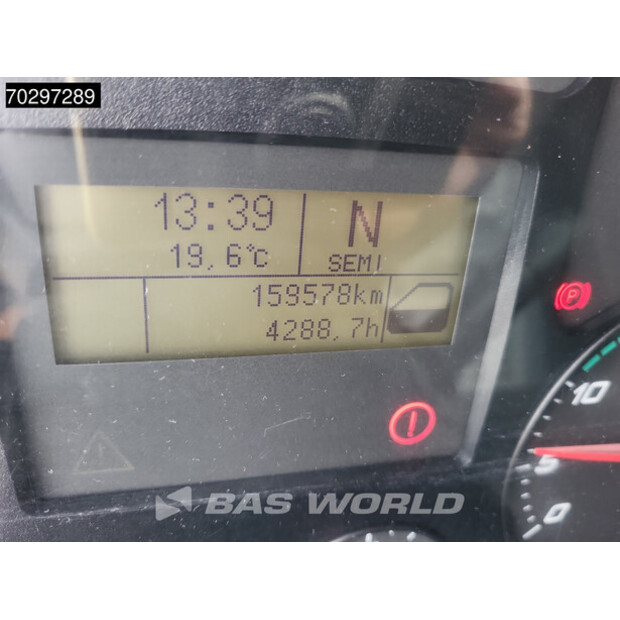 70297289
13:39
N
19,6°C
SEMI
159578km
4288,7h
P
10
5
0
BAS WORLD